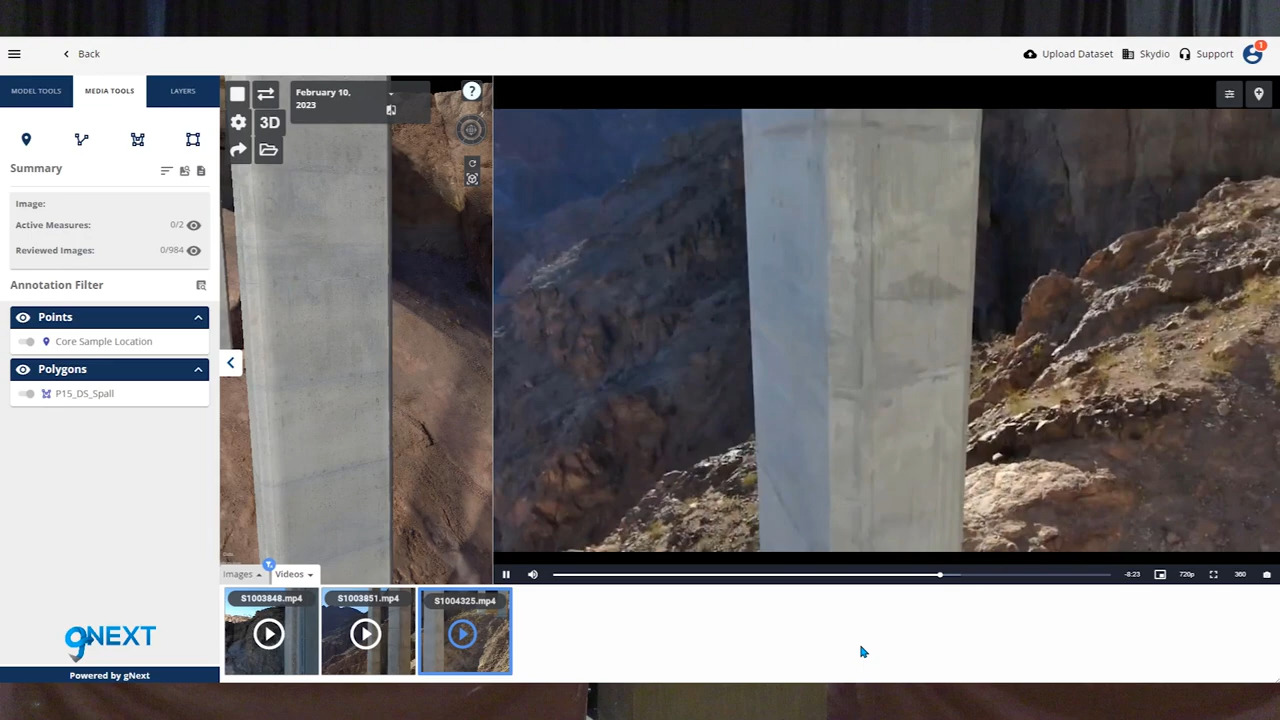 Back
Upload Dataset
Skydio
Support
1
MODEL TOOLS
MEDIA TOOLS
LAYERS
Summary
Image:
Active Measures:
0/2
Reviewed Images:
0/984
Annotation Filter
Points
Core Sample Location
Polygons
P15_DS_Spall
gNEXT
Powered by gNext
February 10,
2023
3D
?
Images
Videos
S1003848.mp4
S1003851.mp4
S1004325.mp4
-8:23
720p
360